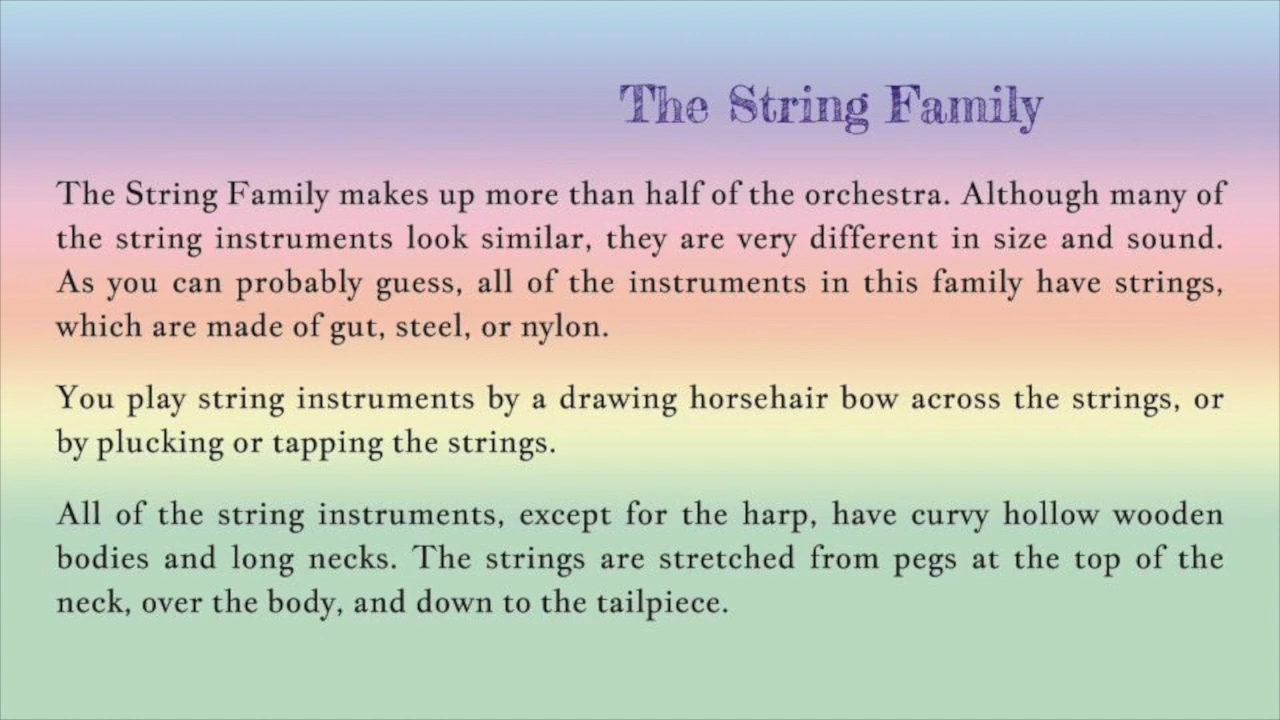 The String Family
The String Family makes up more than half of the orchestra. Although many of
the string instruments look similar, they are very different in size and sound.
As you can probably guess, all of the instruments in this family have strings,
which are made of gut, steel, or nylon.
You play string instruments by a drawing horsehair bow across the strings, or
by plucking or tapping the strings.
All of the string instruments, except for the harp, have curvy hollow wooden
bodies and long necks. The strings are stretched from pegs at the top of the
neck, over the body, and down to the tailpiece.